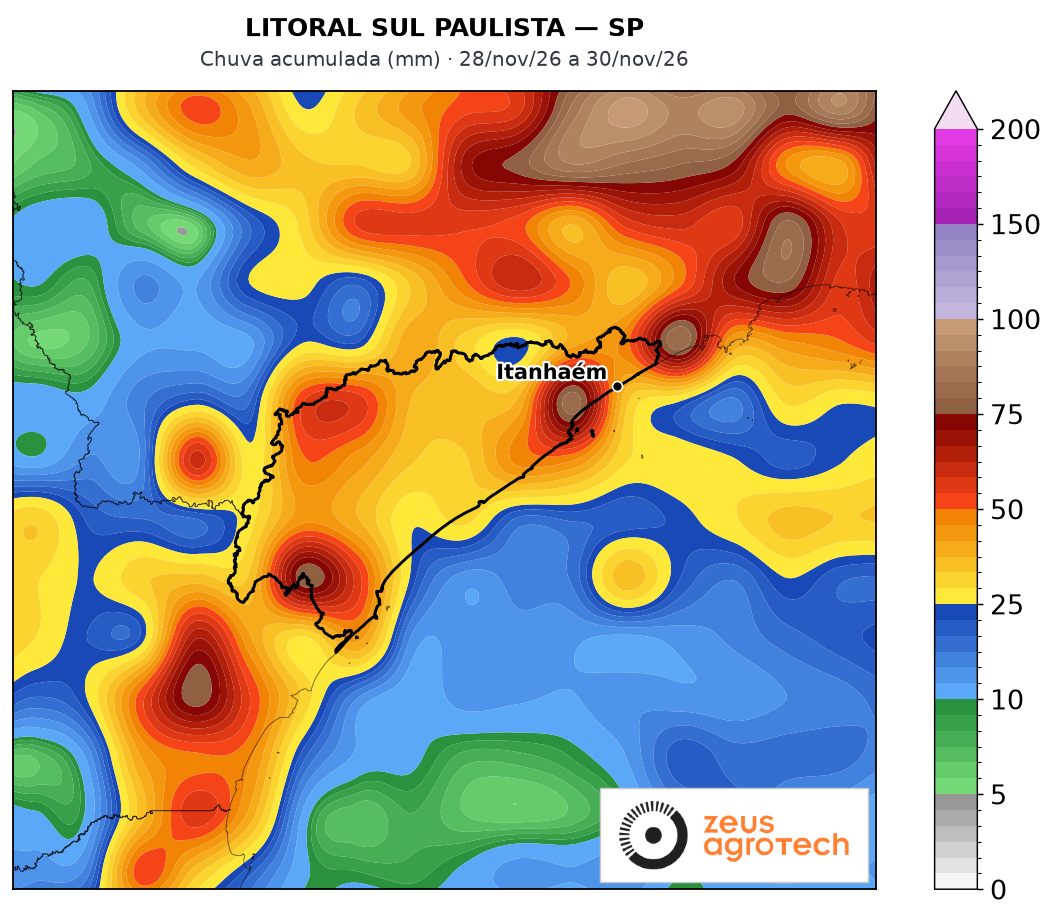 LITORAL SUL PAULISTA — SP
Chuva acumulada (mm) · 28/nov/26 a 30/nov/26
200
150
100
75
50
25
10
5
0
Itanhaém
zeus
agroTech